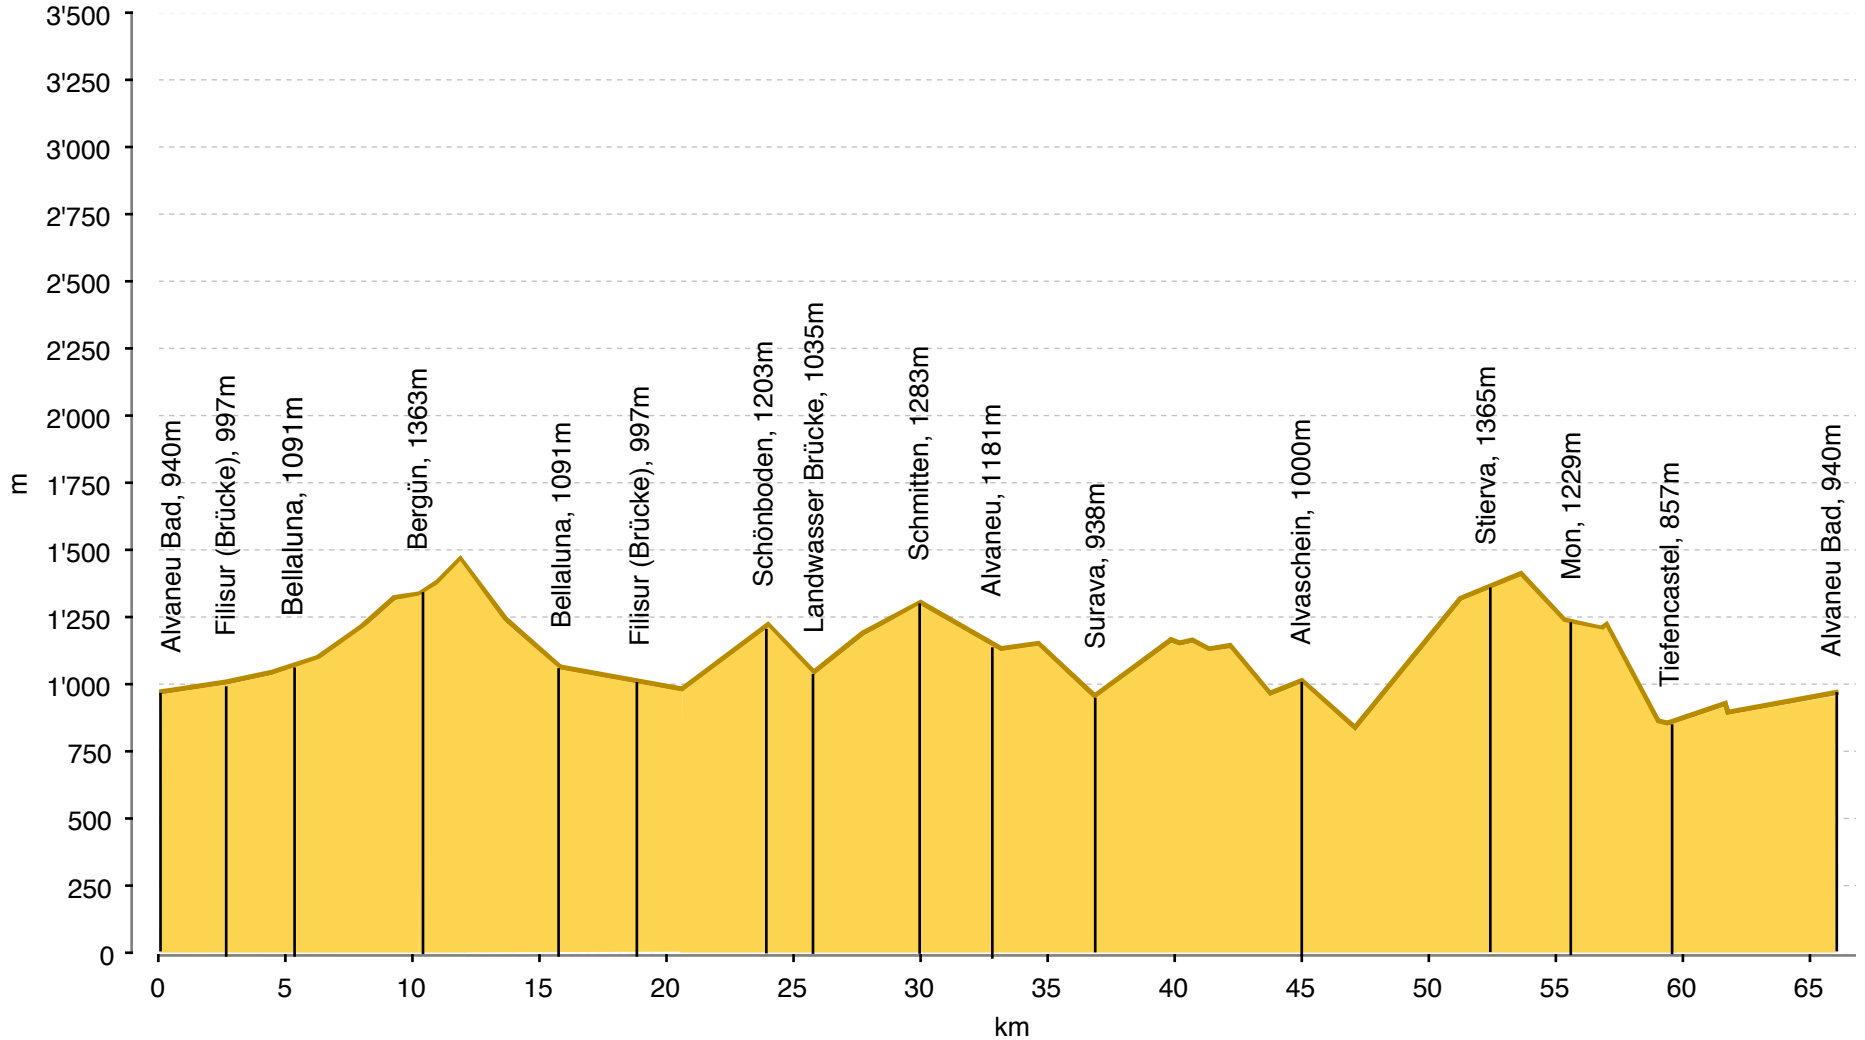 3'500
3'250
3'000
2'750
2'500
2'250
2'000
1'750
1'500
1'250
1'000
750
500
250
0
m
Alvaneu Bad, 940m
Filisur (Brücke), 997m
Bellaluna, 1091m
Bergün, 1363m
Bellaluna, 1091m
Filisur (Brücke), 997m
Schönboden, 1203m
Landwasser Brücke, 1035m
Schmitten, 1283m
Alvaneu, 1181m
Surava, 938m
Alvaschein, 1000m
Stierva, 1365m
Mon, 1229m
Tiefencastel, 857m
Alvaneu Bad, 940m
0 5 10 15 20 25 30 35 40 45 50 55 60 65
km